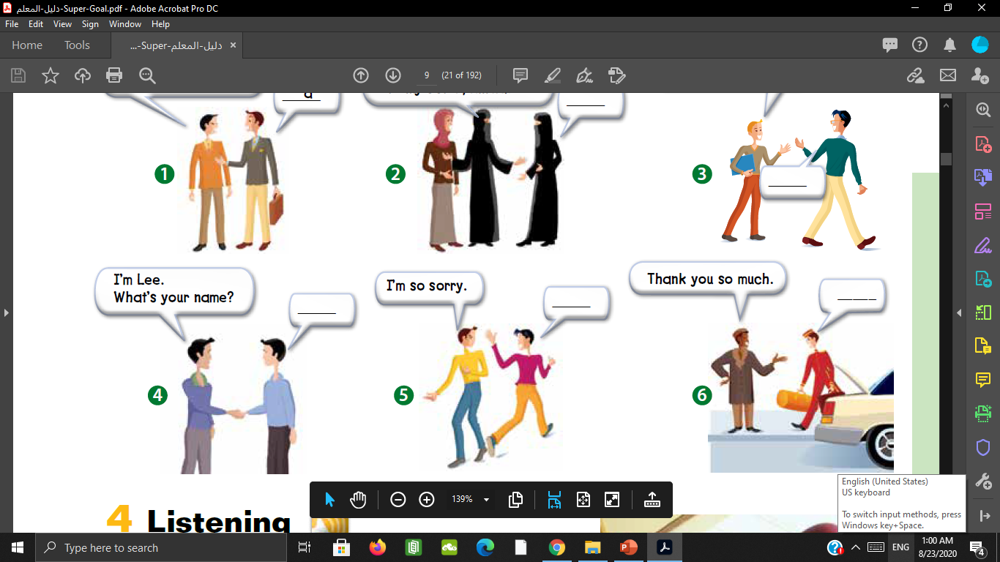 دليل-المعلم-Super-Goal.pdf - Adobe Acrobat Pro DC
File Edit View Sign Window Help
Home Tools دليل-المعلم-Super-... ×
9 (21 of 192)
d
1
2
3
I'm Lee.
What's your name?
I'm so sorry.
Thank you so much.
4
5
6
139%
English (United States)
US keyboard
To switch input methods, press
Windows key+Space.
4 Listening
Type here to search
ENG
1:00 AM
8/23/2020
4